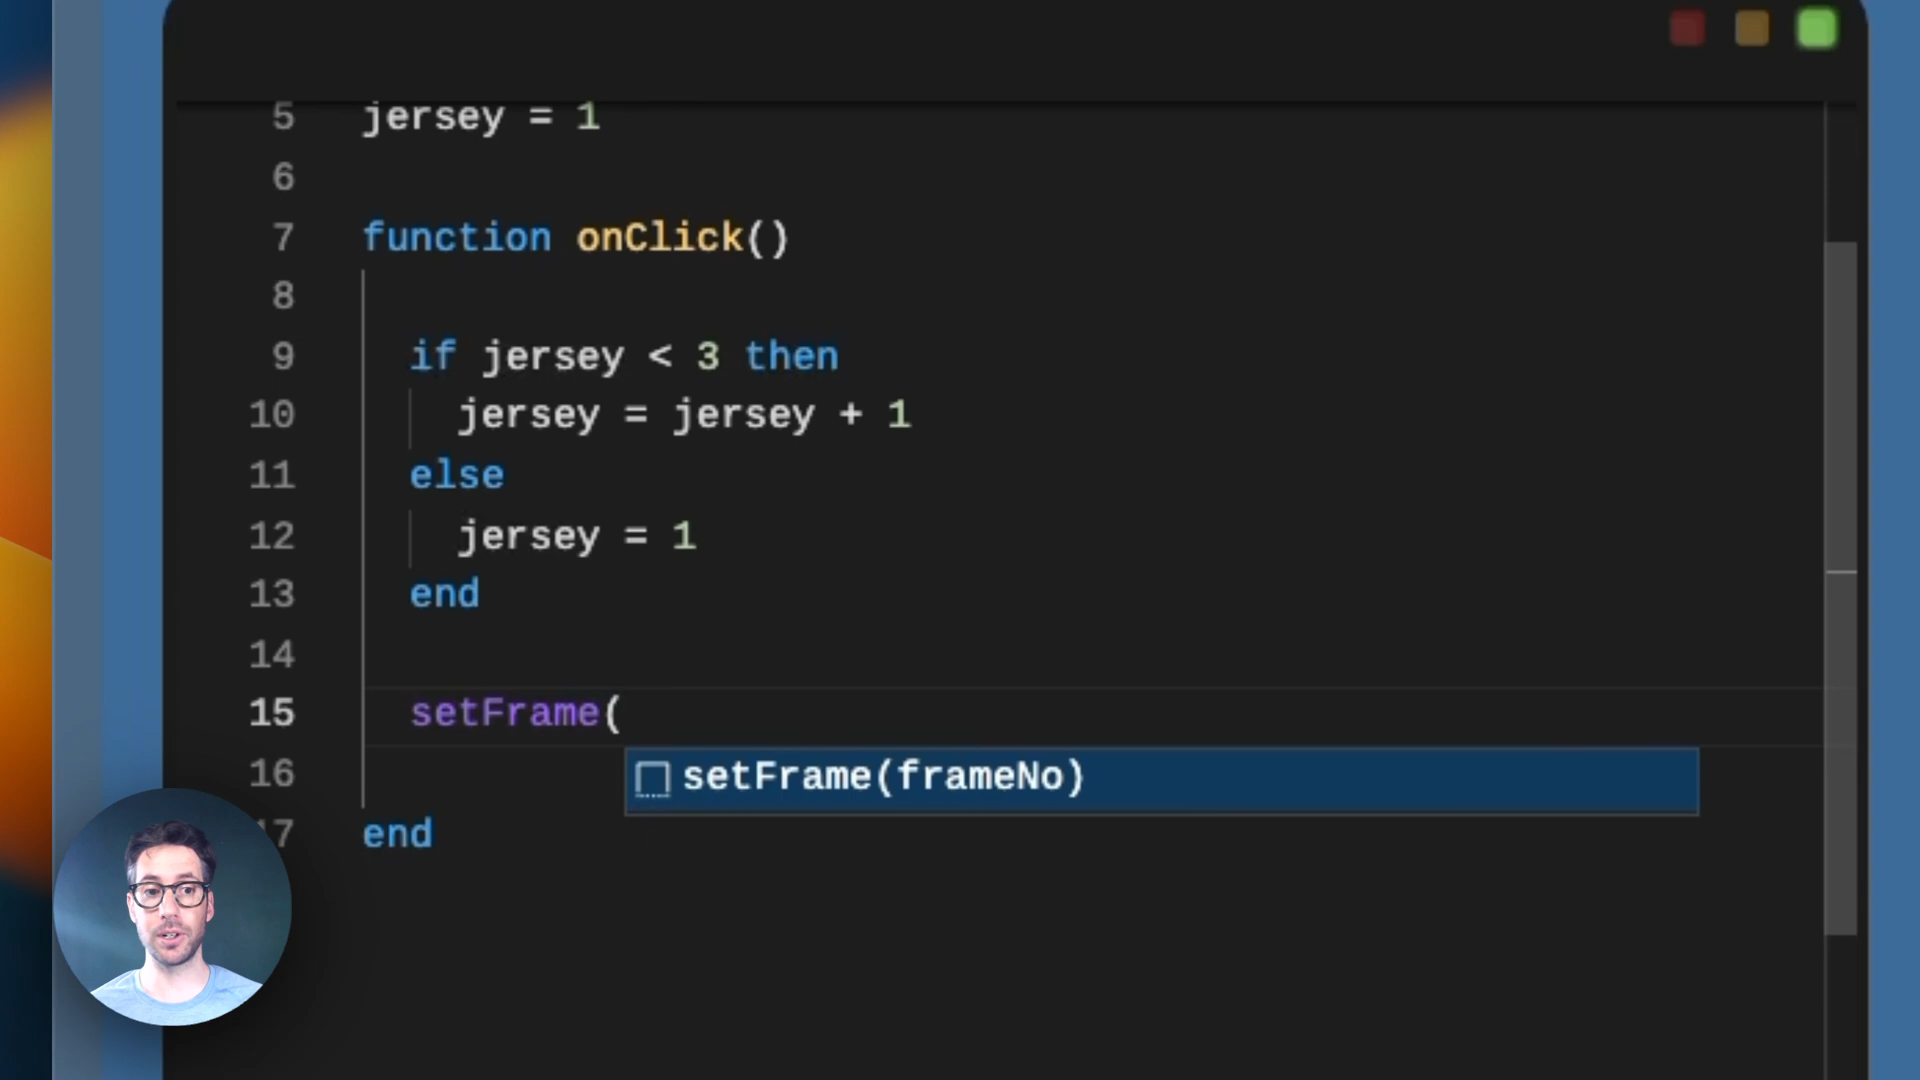 5 jersey = 1
6
7 function onClick()
8
9 if jersey < 3 then
10 jersey = jersey + 1
11 else
12 jersey = 1
13 end
14
15 setFrame(
setFrame(frameNo)
16
17 end